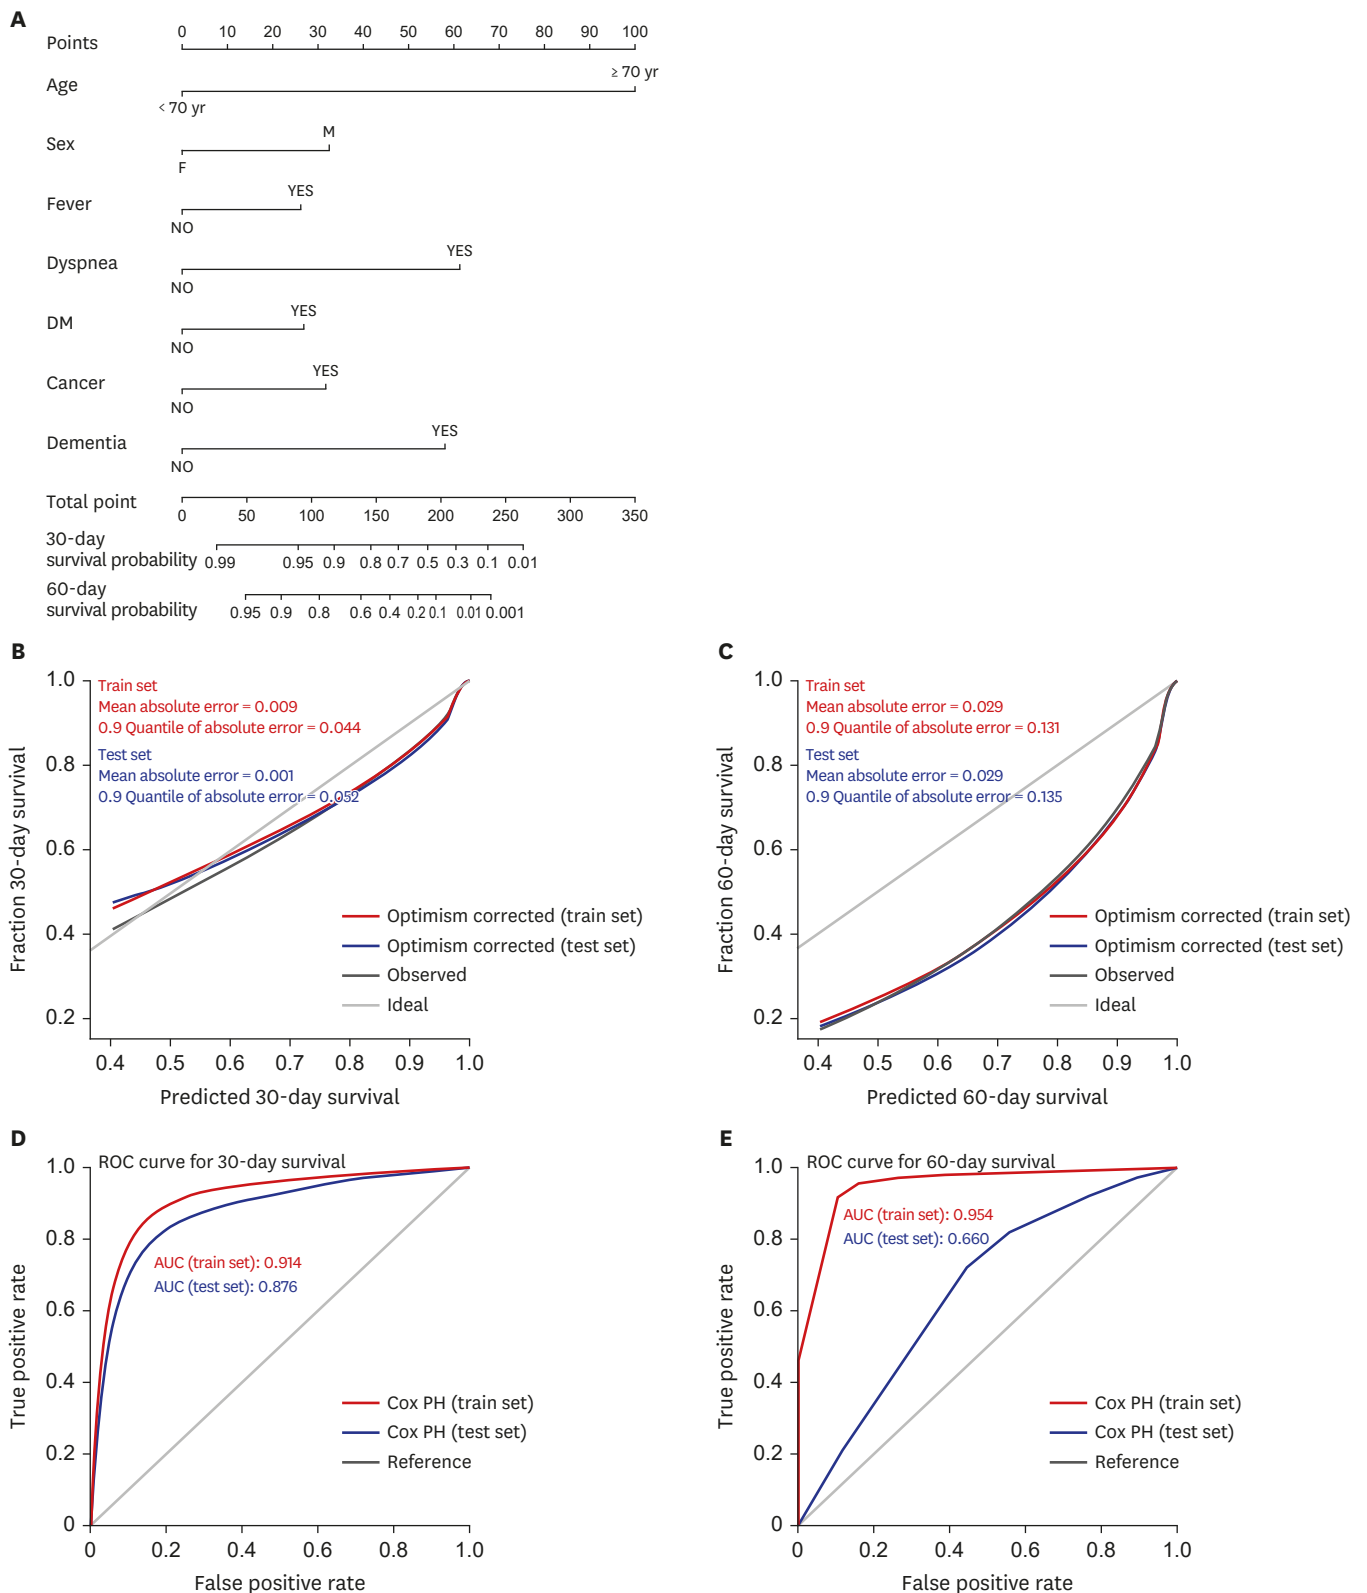 A
Points
0 10 20 30 40 50 60 70 80 90 100
Age
≥ 70 yr
< 70 yr
Sex
M
F
Fever
YES
NO
Dyspnea
YES
NO
DM
YES
NO
Cancer
YES
NO
Dementia
YES
NO
Total point
0 50 100 150 200 250 300 350
30-day
survival probability
0.99 0.95 0.9 0.8 0.7 0.5 0.3 0.1 0.01
60-day
survival probability
0.95 0.9 0.8 0.6 0.4 0.2 0.1 0.01 0.001
B
Fraction 30-day survival
1.0
0.8
0.6
0.4
0.2
Train set
Mean absolute error = 0.009
0.9 Quantile of absolute error = 0.044
Test set
Mean absolute error = 0.001
0.9 Quantile of absolute error = 0.052
Optimism corrected (train set)
Optimism corrected (test set)
Observed
Ideal
0.4 0.5 0.6 0.7 0.8 0.9 1.0
Predicted 30-day survival
C
Fraction 60-day survival
1.0
0.8
0.6
0.4
0.2
Train set
Mean absolute error = 0.029
0.9 Quantile of absolute error = 0.131
Test set
Mean absolute error = 0.029
0.9 Quantile of absolute error = 0.135
Optimism corrected (train set)
Optimism corrected (test set)
Observed
Ideal
0.4 0.5 0.6 0.7 0.8 0.9 1.0
Predicted 60-day survival
D
True positive rate
1.0
0.8
0.6
0.4
0.2
0
ROC curve for 30-day survival
AUC (train set): 0.914
AUC (test set): 0.876
Cox PH (train set)
Cox PH (test set)
Reference
0 0.2 0.4 0.6 0.8 1.0
False positive rate
E
True positive rate
1.0
0.8
0.6
0.4
0.2
0
ROC curve for 60-day survival
AUC (train set): 0.954
AUC (test set): 0.660
Cox PH (train set)
Cox PH (test set)
Reference
0 0.2 0.4 0.6 0.8 1.0
False positive rate